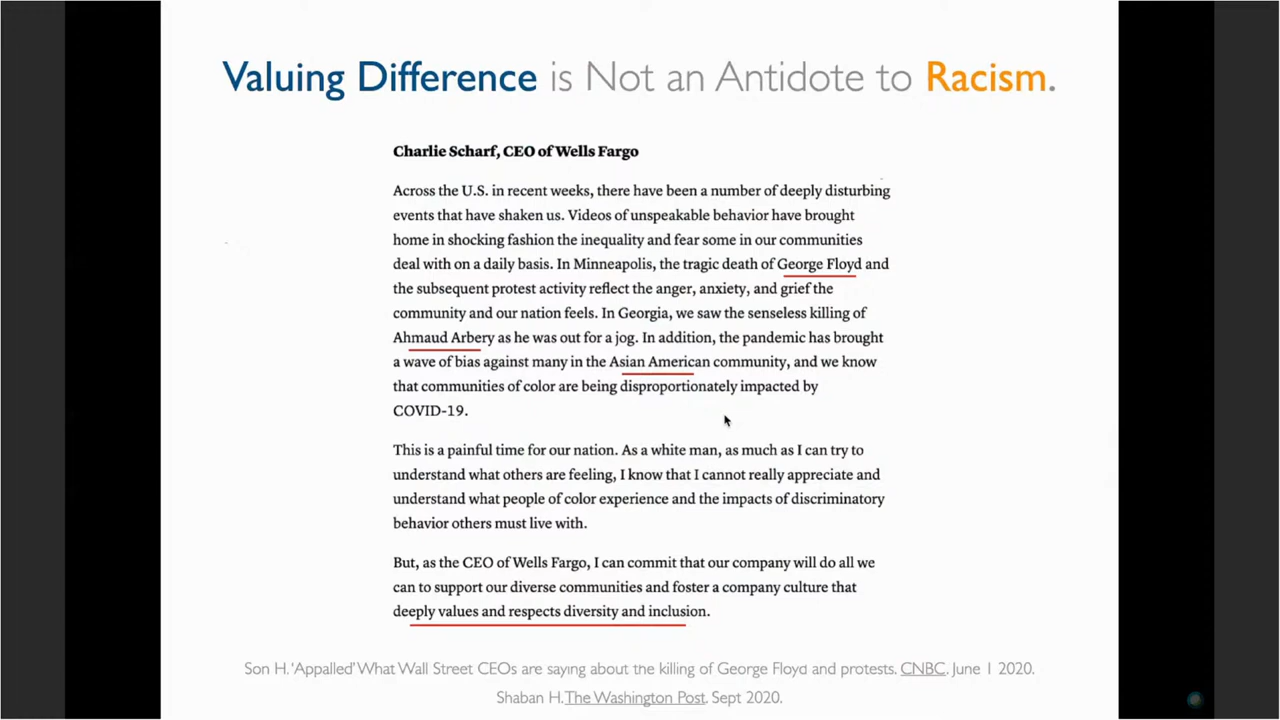 Valuing Difference is Not an Antidote to Racism.
Charlie Scharf, CEO of Wells Fargo
Across the U.S. in recent weeks, there have been a number of deeply disturbing
events that have shaken us. Videos of unspeakable behavior have brought
home in shocking fashion the inequality and fear some in our communities
deal with on a daily basis. In Minneapolis, the tragic death of George Floyd and
the subsequent protest activity reflect the anger, anxiety, and grief the
community and our nation feels. In Georgia, we saw the senseless killing of
Ahmaud Arbery as he was out for a jog. In addition, the pandemic has brought
a wave of bias against many in the Asian American community, and we know
that communities of color are being disproportionately impacted by
COVID-19.
This is a painful time for our nation. As a white man, as much as I can try to
understand what others are feeling, I know that I cannot really appreciate and
understand what people of color experience and the impacts of discriminatory
behavior others must live with.
But, as the CEO of Wells Fargo, I can commit that our company will do all we
can to support our diverse communities and foster a company culture that
deeply values and respects diversity and inclusion.
Son H. 'Appalled' What Wall Street CEOs are saying about the killing of George Floyd and protests. CNBC. June 1 2020.
Shaban H. The Washington Post. Sept 2020.